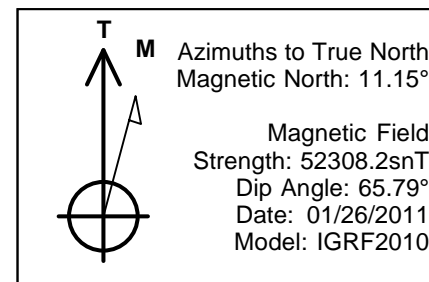 T
M
Azimuths to True North
Magnetic North: 11.15°
Magnetic Field
Strength: 52308.2snT
Dip Angle: 65.79°
Date: 01/26/2011
Model: IGRF2010